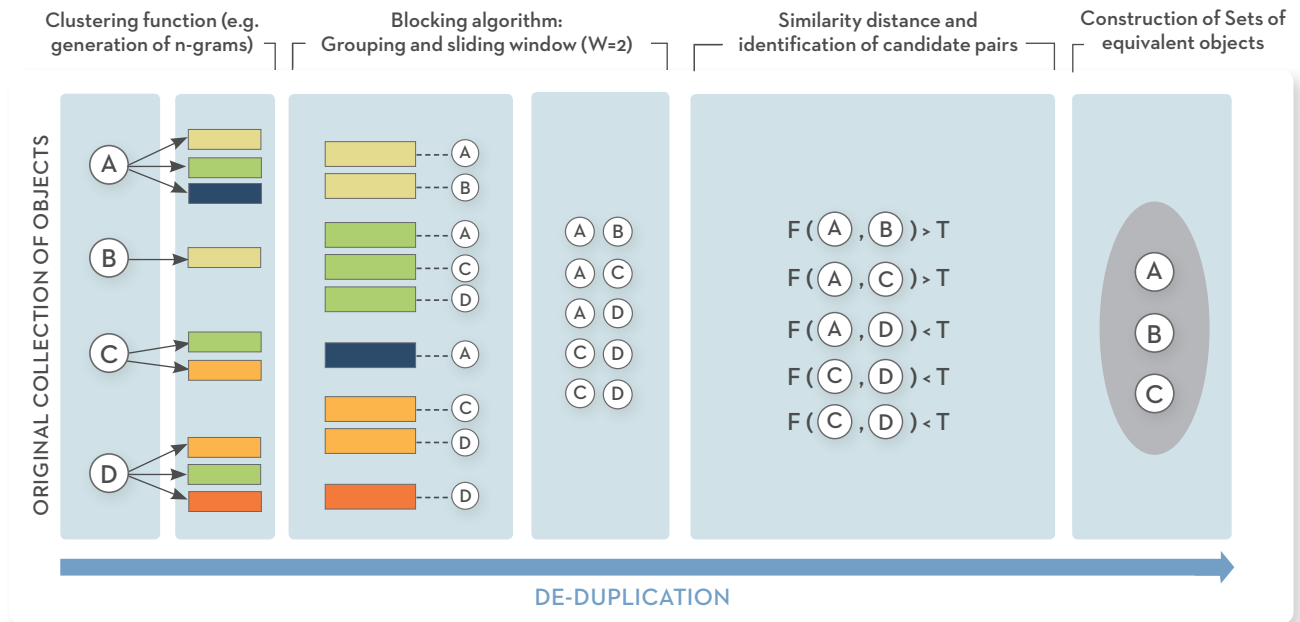 Clustering function (e.g.
generation of n-grams)
Blocking algorithm:
Grouping and sliding window (W=2)
Similarity distance and
identification of candidate pairs
Construction of Sets of
equivalent objects
ORIGINAL COLLECTION OF OBJECTS
A
B
C
D
A
B
A
C
D
A
C
D
D
A B
A C
A D
C D
C D
F ( A , B ) > T
F ( A , C ) > T
F ( A , D ) < T
F ( C , D ) < T
F ( C , D ) < T
A
B
C
DE-DUPLICATION